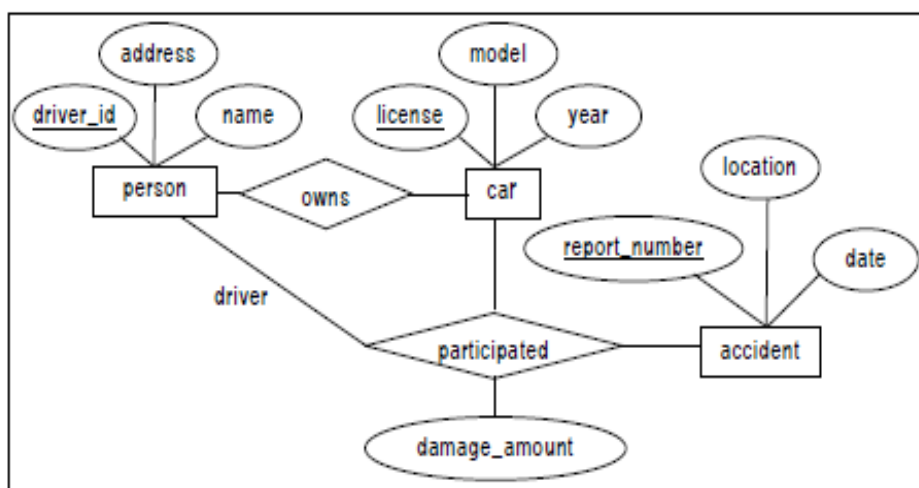 address
model
driver_id
name
license
year
location
person
owns
car
report_number
date
driver
participated
accident
damage_amount